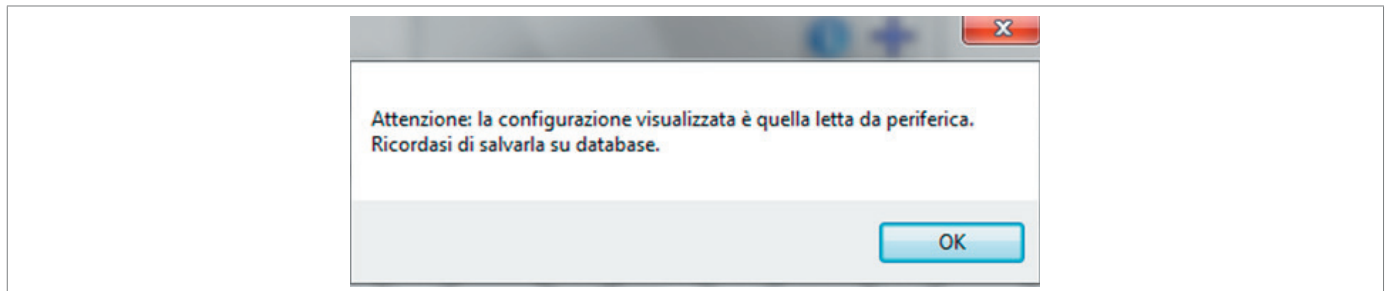 Attenzione: la configurazione visualizzata è quella letta da periferica.
Ricordasi di salvarla su database.
OK